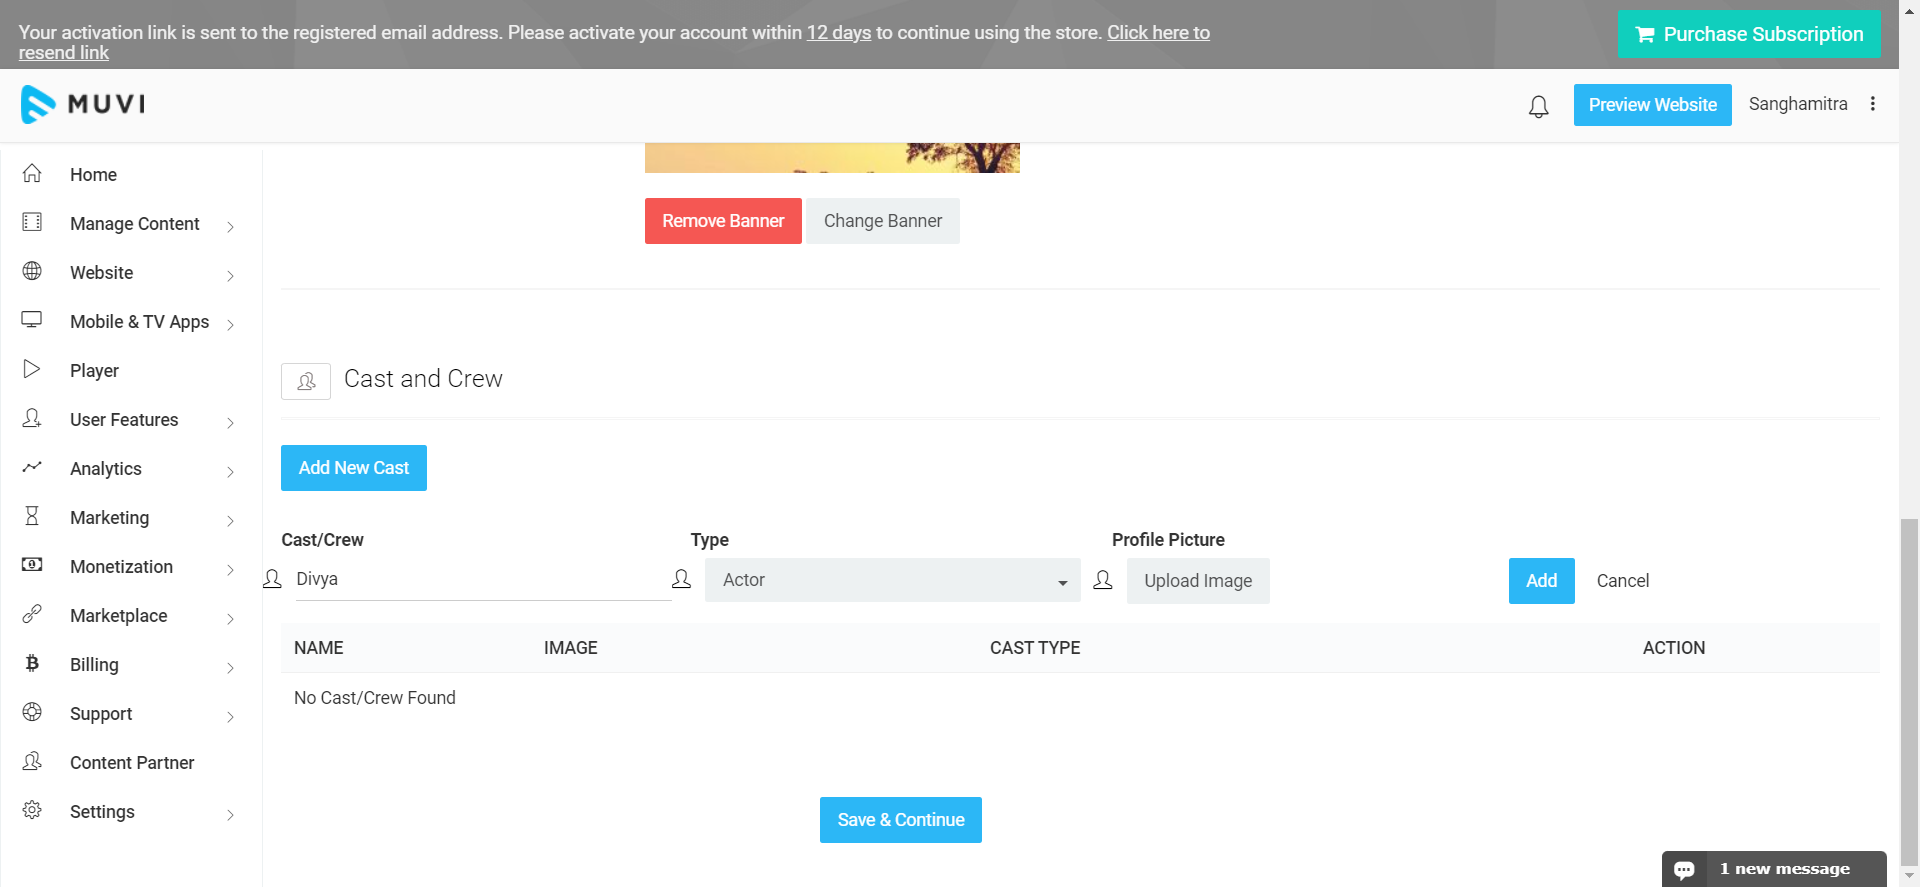 Your activation link is sent to the registered email address. Please activate your account within 12 days to continue using the store. Click here to
resend link
Purchase Subscription
MUVI
Preview Website
Sanghamitra
Home
Manage Content
Website
Mobile & TV Apps
Player
User Features
Analytics
Marketing
Monetization
Marketplace
Billing
Support
Content Partner
Settings
Remove Banner
Change Banner
Cast and Crew
Add New Cast
Cast/Crew
Type
Profile Picture
Divya
Actor
Upload Image
Add
Cancel
NAME
IMAGE
CAST TYPE
ACTION
No Cast/Crew Found
Save & Continue
1 new message